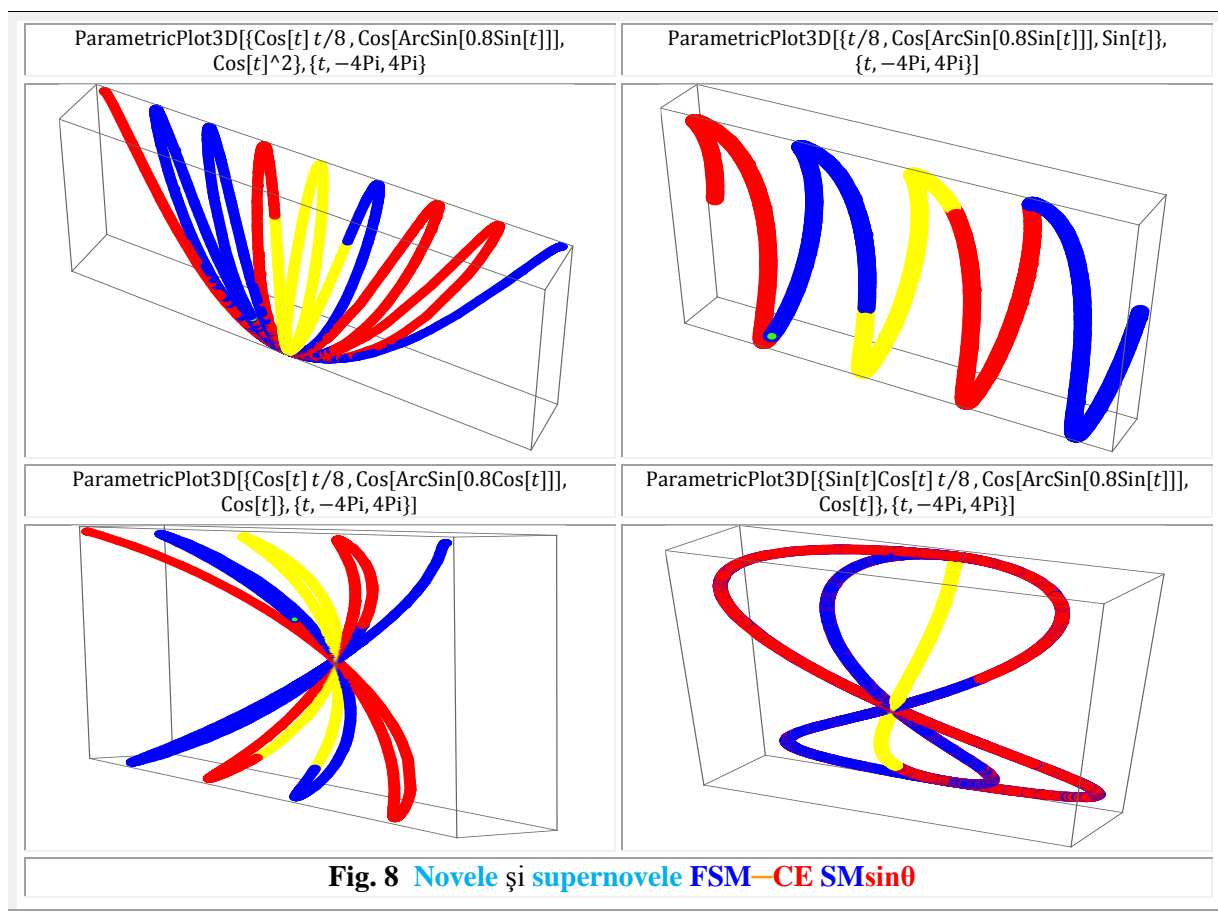 ParametricPlot3D[{Cos[t] t/8 , Cos[ArcSin[0.8Sin[t]]],
Cos[t]^2}, {t, −4Pi, 4Pi}
ParametricPlot3D[{t/8 , Cos[ArcSin[0.8Sin[t]]], Sin[t]},
{t, −4Pi, 4Pi}]
ParametricPlot3D[{Cos[t] t/8 , Cos[ArcSin[0.8Cos[t]]],
Cos[t]}, {t, −4Pi, 4Pi}]
ParametricPlot3D[{Sin[t]Cos[t] t/8 , Cos[ArcSin[0.8Sin[t]]],
Cos[t]}, {t, −4Pi, 4Pi}]
Fig. 8 Novele şi supernovele FSM—CE SMsinθ